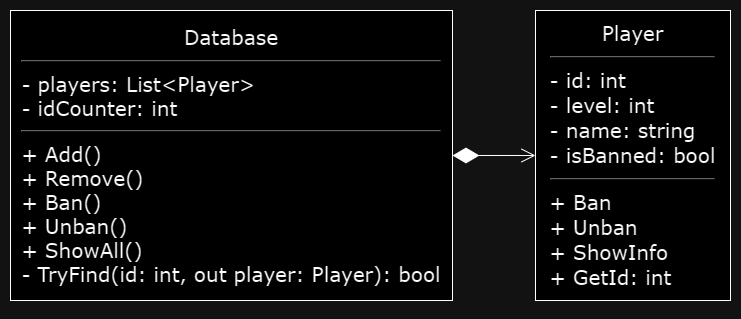 Database
- players: List<Player>
- idCounter: int
+ Add()
+ Remove()
+ Ban()
+ Unban()
+ ShowAll()
- TryFind(id: int, out player: Player): bool
Player
- id: int
- level: int
- name: string
- isBanned: bool
+ Ban
+ Unban
+ ShowInfo
+ GetId: int